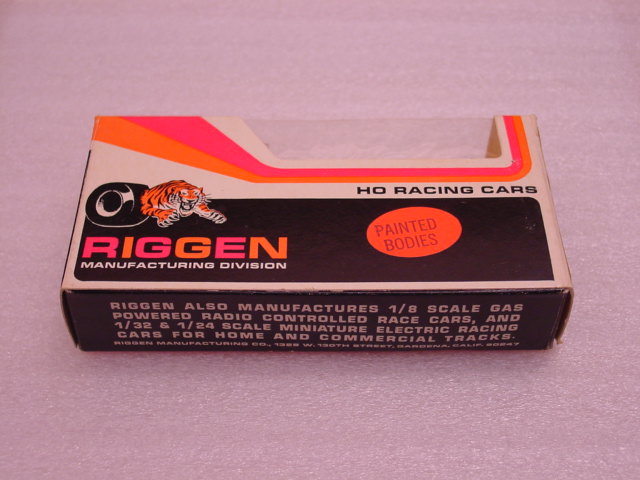 HO RACING CARS
PAINTED
BODIES
RIGGEN
MANUFACTURING DIVISION
RIGGEN ALSO MANUFACTURES 1/8 SCALE GAS
POWERED RADIO CONTROLLED RACE CARS, AND
1/32 & 1/24 SCALE MINIATURE ELECTRIC RACING
CARS FOR HOME AND COMMERCIAL TRACKS.
RIGGEN MANUFACTURING CO., 1328 W. 130TH STREET, GARDENA, CALIF. 90247